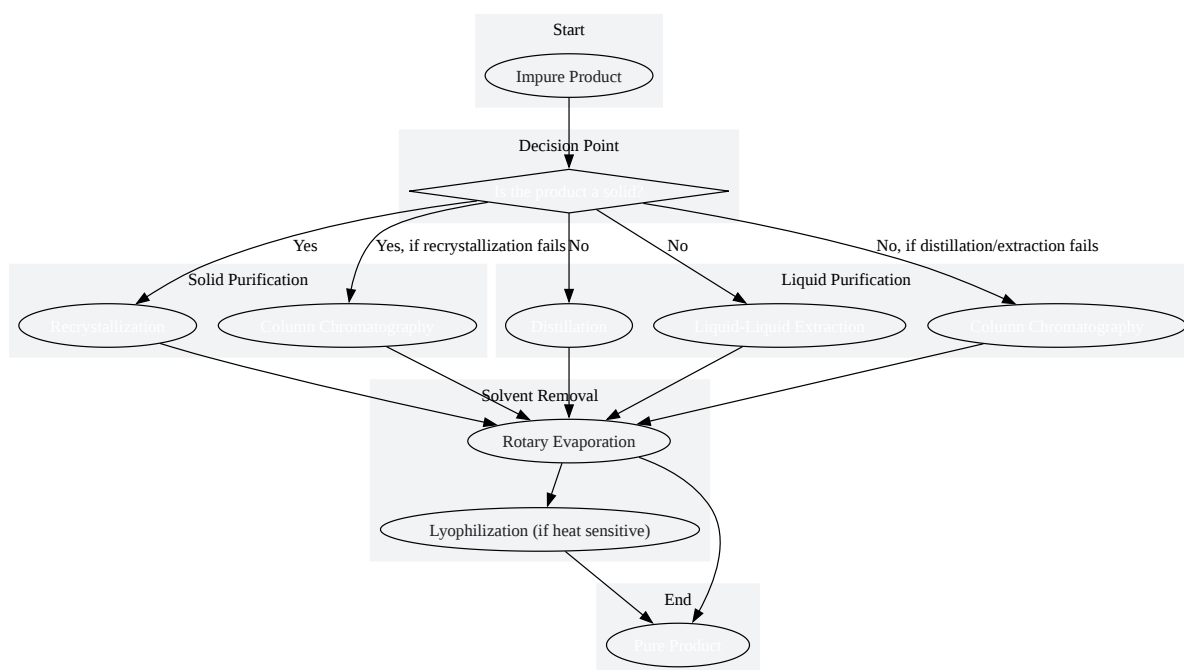 Start
Impure Product
Decision Point
Is the product a solid?
Yes
Yes, if recrystallization fails
No
No
No, if distillation/extraction fails
Solid Purification
Liquid Purification
Recrystallization
Column Chromatography
Distillation
Liquid-Liquid Extraction
Column Chromatography
Solvent Removal
Rotary Evaporation
Lyophilization (if heat sensitive)
End
Pure Product